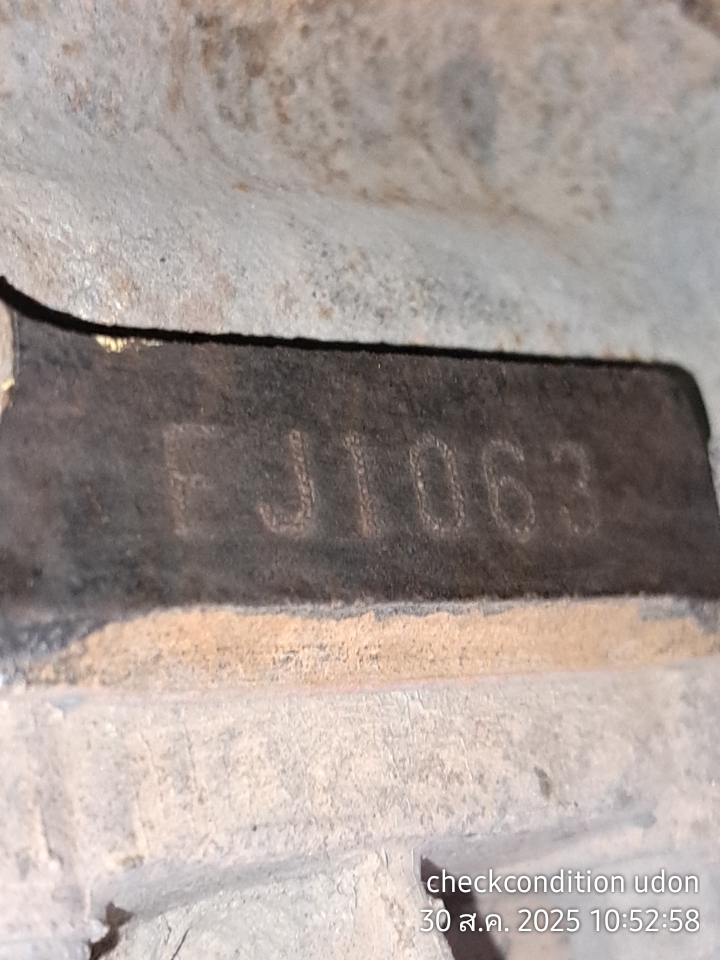 FJ1063
checkcondition udon
30 ส.ค. 2025 10:52:58